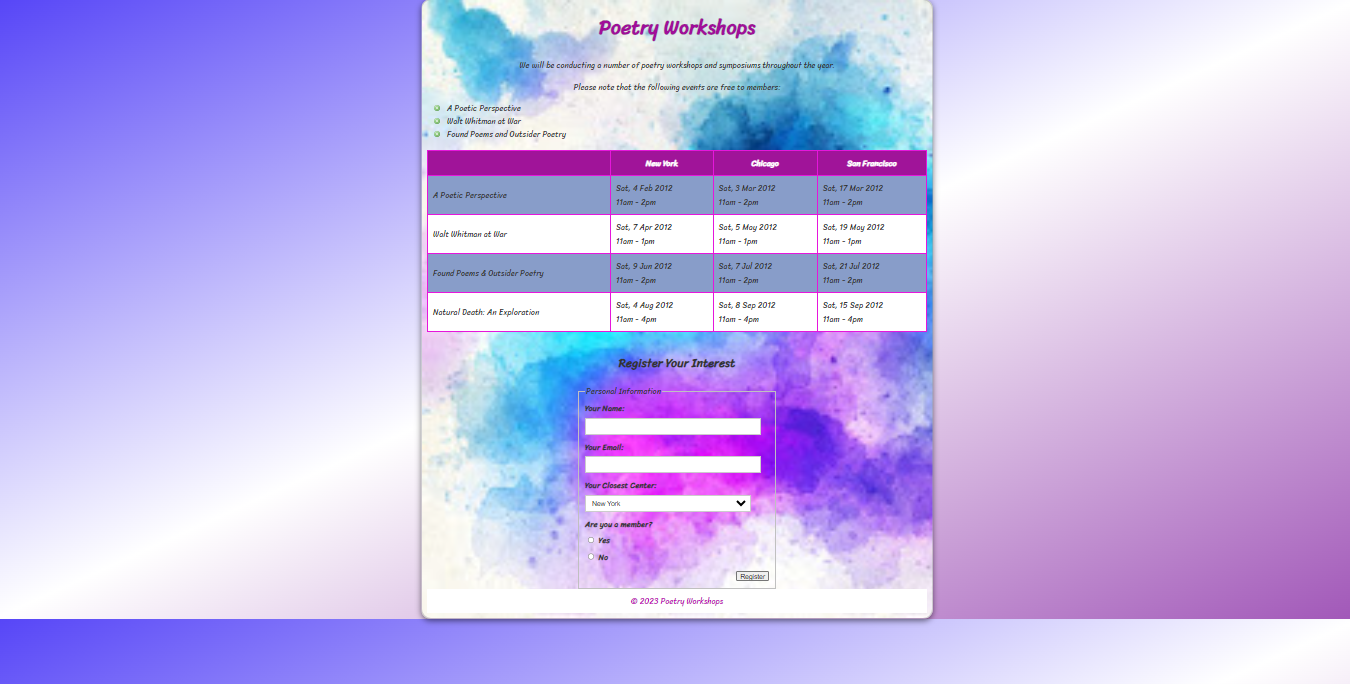 Poetry Workshops
We will be conducting a number of poetry workshops and symposiums throughout the year.
Please note that the following events are free to members:
A Poetic Perspective
Walt Whitman at War
Found Poems and Outsider Poetry
New York Chicago San Francisco
A Poetic Perspective
Sat, 4 Feb 2012
11am - 2pm
Sat, 3 Mar 2012
11am - 2pm
Sat, 17 Mar 2012
11am - 2pm
Walt Whitman at War
Sat, 7 Apr 2012
11am - 1pm
Sat, 5 May 2012
11am - 1pm
Sat, 19 May 2012
11am - 1pm
Found Poems & Outsider Poetry
Sat, 9 Jun 2012
11am - 2pm
Sat, 7 Jul 2012
11am - 2pm
Sat, 21 Jul 2012
11am - 2pm
Natural Death: An Exploration
Sat, 4 Aug 2012
11am - 4pm
Sat, 8 Sep 2012
11am - 4pm
Sat, 15 Sep 2012
11am - 4pm
Register Your Interest
Personal Information
Your Name:
Your Email:
Your Closest Center:
New York
Are you a member?
Yes
No
Register
© 2023 Poetry Workshops